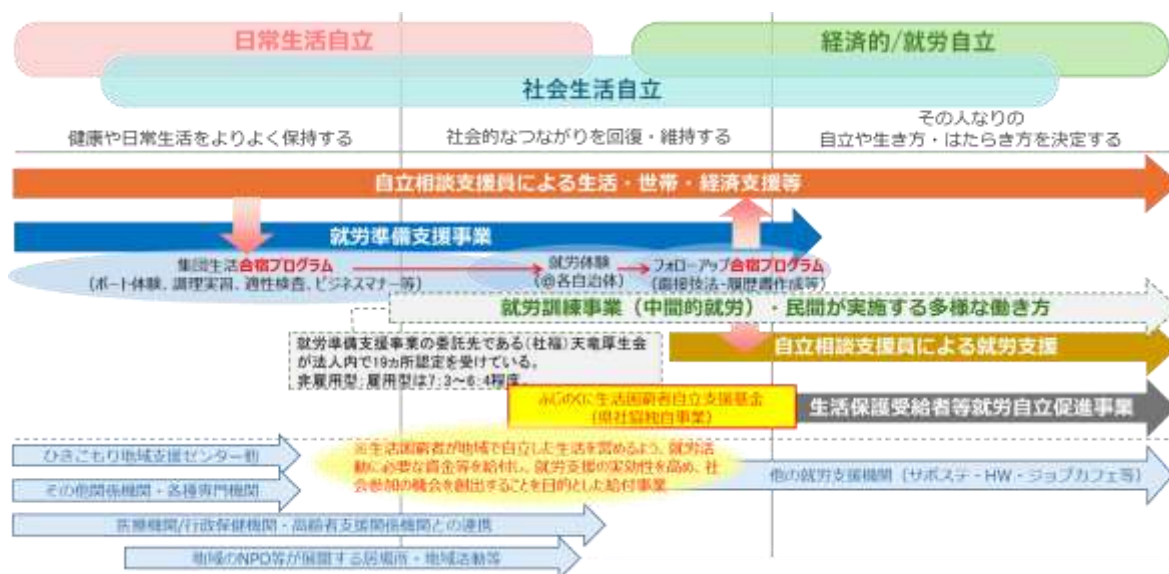 日常生活自立
経済的/就労自立
社会生活自立
健康や日常生活をよりよく保持する
社会的なつながりを回復・維持する
その人なりの
自立や生き方・はたらき方を決定する
自立相談支援員による生活・世帯・経済支援等
就労準備支援事業
集団生活合宿プログラム
(ボート体験、調理実習、適性検査、ビジネスマナー等)
就労体験
(@各自治体)
フォローアップ合宿プログラム
(面接技法・履歴書作成等)
就労訓練事業（中間的就労）・民間が実施する多様な働き方
就労準備支援事業の委託先である(社福)天竜厚生会
が法人内で19ヵ所認定を受けている。
非雇用型:雇用型は7:3～6:4程度。
自立相談支援員による就労支援
ふじのくに生活困窮者自立支援基金
(県社協独自事業)
生活保護受給者等就労自立促進事業
※生活困窮者が地域で自立した生活を営めるよう、就労活
動に必要な資金等を給付し、就労支援の実効性を高め、社
会参加の機会を創出することを目的とした給付事業
ひきこもり地域支援センター他
その他関係機関・各種専門機関
他の就労支援機関（サポステ・HW・ジョブカフェ等）
医療機関/行政保健機関・高齢者支援関係機関との連携
地域のNPO等が展開する居場所・地域活動等